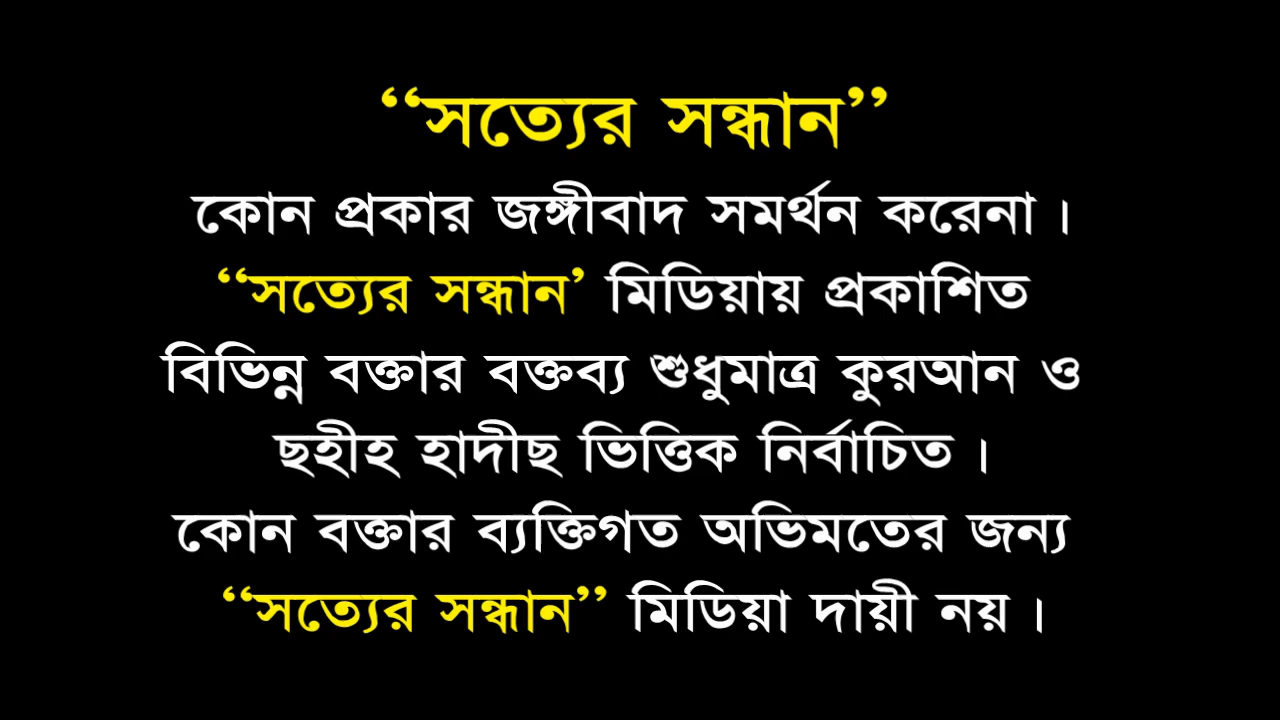 “সত্যের সন্ধান”
কোন প্রকার জঙ্গীবাদ সমর্থন করেনা।
“সত্যের সন্ধান’ মিডিয়ায় প্রকাশিত
বিভিন্ন বক্তার বক্তব্য শুধুমাত্র কুরআন ও
ছহীহ হাদীছ ভিত্তিক নির্বাচিত।
কোন বক্তার ব্যক্তিগত অভিমতের জন্য
“সত্যের সন্ধান” মিডিয়া দায়ী নয়।